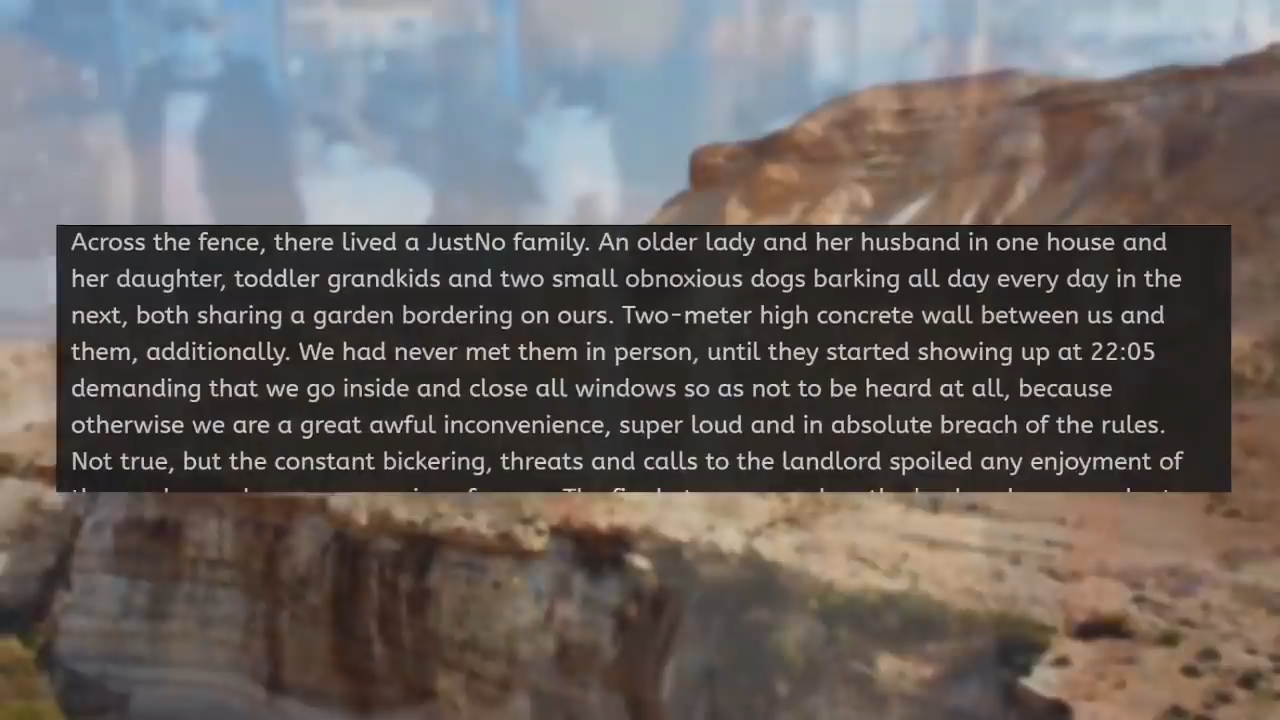 Across the fence, there lived a JustNo family. An older lady and her husband in one house and
her daughter, toddler grandkids and two small obnoxious dogs barking all day every day in the
next, both sharing a garden bordering on ours. Two-meter high concrete wall between us and
them, additionally. We had never met them in person, until they started showing up at 22:05
demanding that we go inside and close all windows so as not to be heard at all, because
otherwise we are a great awful inconvenience, super loud and in absolute breach of the rules.
Not true, but the constant bickering, threats and calls to the landlord spoiled any enjoyment of